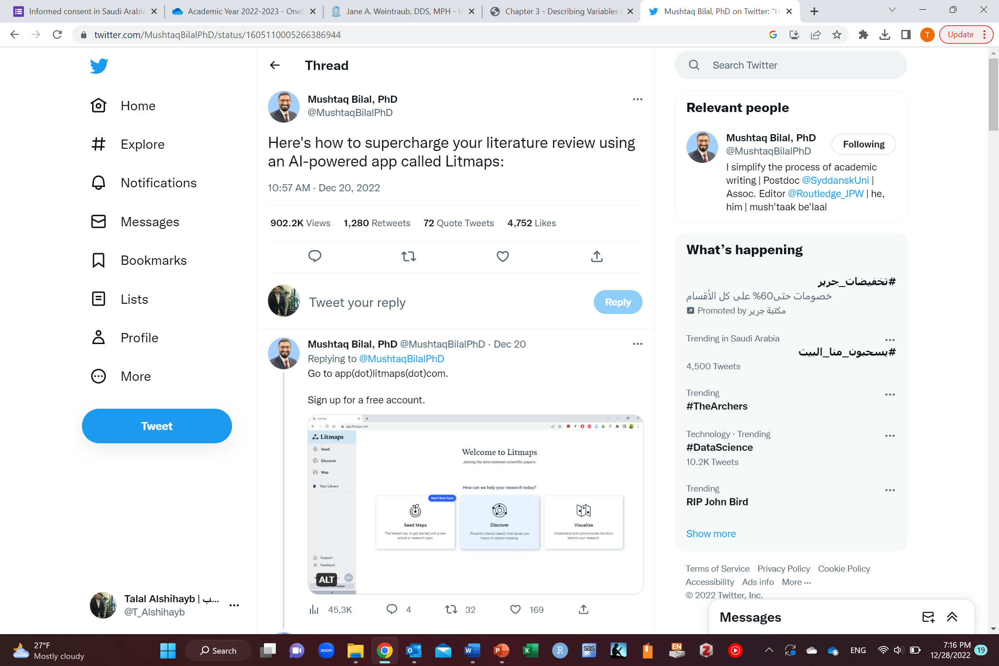 Informed consent in Saudi Arabia
Academic Year 2022-2023 - OneD
Jane A. Weintraub, DDS, MPH - U
Chapter 3 - Describing Variables |
Mushtaq Bilal, PhD on Twitter: "H
twitter.com/MushtaqBilalPhD/status/1605110005266386944
T
Update
Home
Explore
Notifications
Messages
Bookmarks
Lists
Profile
More
Tweet
Talal Alshihayb | ب...
@T_Alshihayb
Thread
Mushtaq Bilal, PhD
@MushtaqBilalPhD
Here's how to supercharge your literature review using
an AI-powered app called Litmaps:
10:57 AM · Dec 20, 2022
902.2K Views 1,280 Retweets 72 Quote Tweets 4,752 Likes
Tweet your reply
Reply
Mushtaq Bilal, PhD @MushtaqBilalPhD · Dec 20
Replying to @MushtaqBilalPhD
Go to app(dot)litmaps(dot)com.
Sign up for a free account.
Litmaps
app.litmaps.com
Litmaps
Seed
Discover
Map
Your Library
Welcome to Litmaps
Joining the dots between scientific papers.
How can we help your research today?
New? Start here!
Seed Maps
The fastest way to get started with a new
article or research topic.
Discover
Powerful citation search that saves you
hours of citation chasing.
Visualize
Understand and communicate the story
behind your research.
Support
Feedback
MU
ALT
Default Workspace
45.3K 4 32 169
Search Twitter
Relevant people
Mushtaq Bilal, PhD
@MushtaqBilalPhD
Following
I simplify the process of academic
writing | Postdoc @SyddanskUni |
Assoc. Editor @Routledge_JPW | he,
him | mush'taak be'laal
What's happening
#تخفيضات_جرير
خصومات حتى60% على كل الأقسام
Promoted by مكتبة جرير
Trending in Saudi Arabia
#يسحبون_منا_البيت
4,500 Tweets
Trending
#TheArchers
Technology · Trending
#DataScience
10.2K Tweets
Trending
RIP John Bird
Show more
Terms of Service Privacy Policy Cookie Policy
Accessibility Ads info More ···
© 2022 Twitter, Inc.
Messages
27°F
Mostly cloudy
Search
zoom
O
W
P
X
R
sas
EN
Z
ENG
7:16 PM
12/28/2022
19